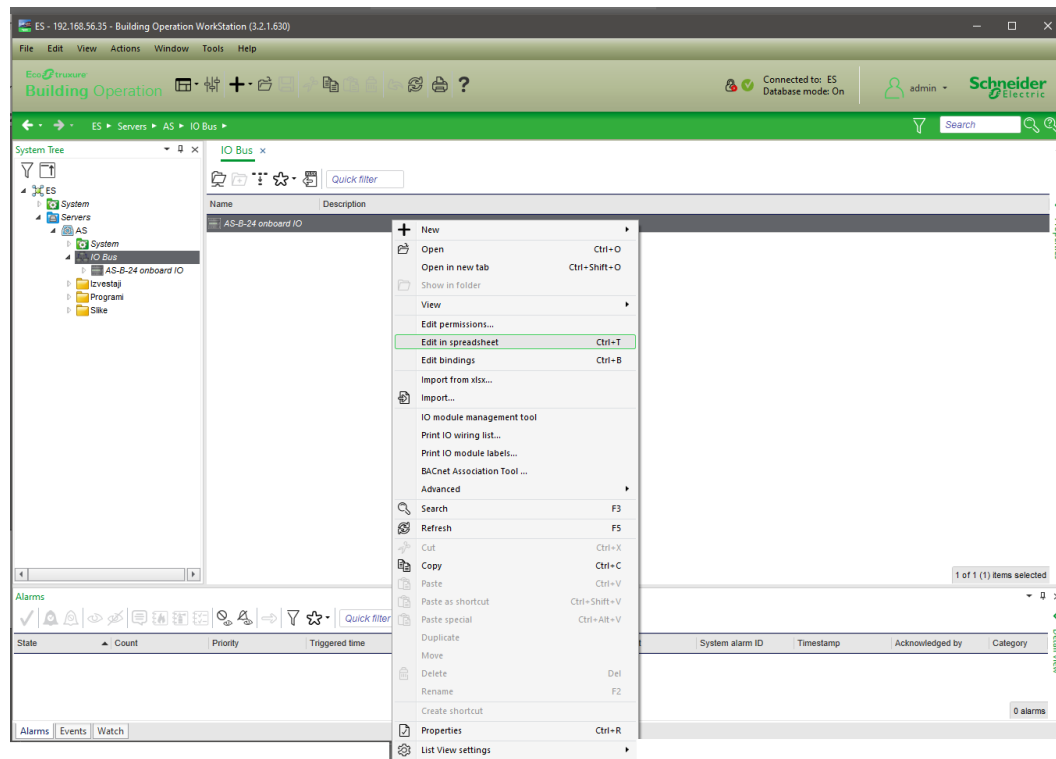 ES - 192.168.56.35 - Building Operation WorkStation (3.2.1.630)
File Edit View Actions Window Tools Help
EcoStruxure
Building Operation
Connected to: ES
Database mode: On
admin
Schneider
Electric
ES Servers AS IO Bus
Search
System Tree
ES
System
Servers
AS
System
IO Bus
AS-B-24 onboard IO
Izvestaji
Programi
Slike
IO Bus
Quick filter
Name Description
AS-B-24 onboard IO
New
Open Ctrl+O
Open in new tab Ctrl+Shift+O
Show in folder
View
Edit permissions...
Edit in spreadsheet Ctrl+T
Edit bindings Ctrl+B
Import from xlsx...
Import...
IO module management tool
Print IO wiring list...
Print IO module labels...
BACnet Association Tool ...
Advanced
Search F3
Refresh F5
Cut Ctrl+X
Copy Ctrl+C
Paste Ctrl+V
Paste as shortcut Ctrl+Shift+V
Paste special Ctrl+Alt+V
Duplicate
Move
Delete Del
Rename F2
Create shortcut
Properties Ctrl+R
List View settings
1 of 1 (1) items selected
Alarms
Quick filter
State Count Priority Triggered time System alarm ID Timestamp Acknowledged by Category
0 alarms
Alarms Events Watch